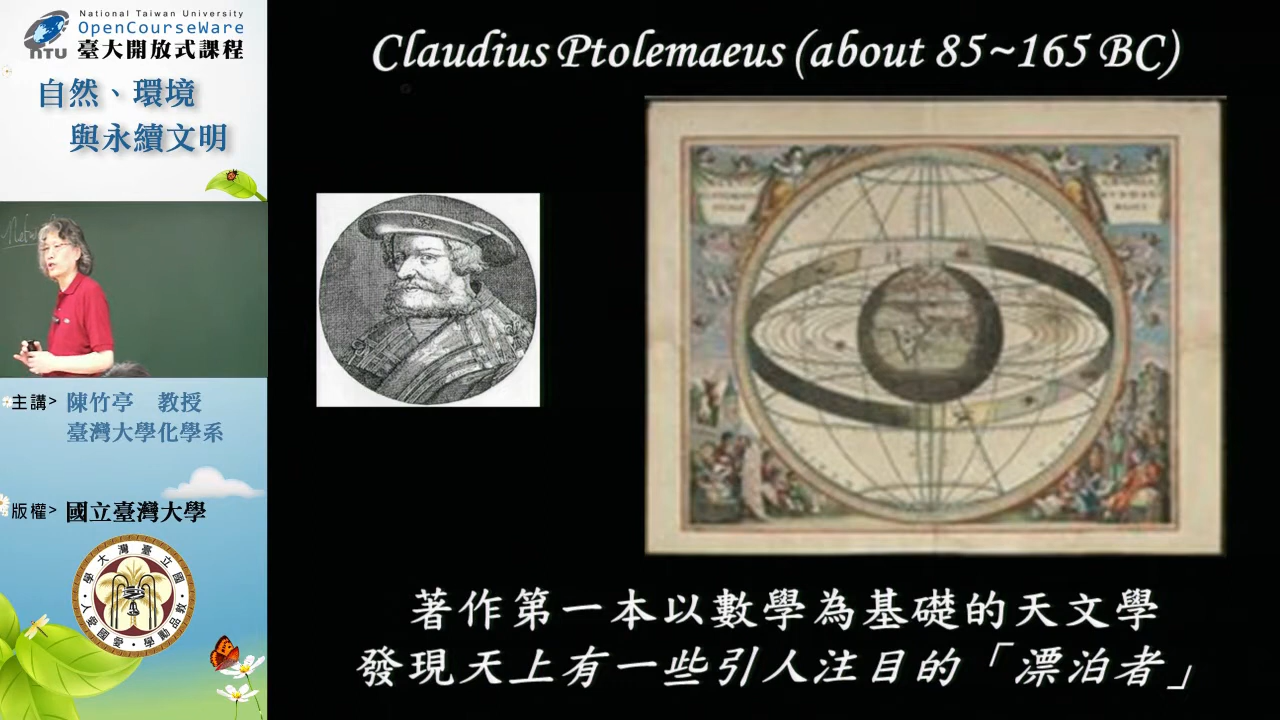 National Taiwan University
OpenCourseWare
NTU 臺大開放式課程
自然、環境
與永續文明
主講> 陳竹亭 教授
臺灣大學化學系
版權> 國立臺灣大學
Claudius Ptolemaeus (about 85~165 BC)
著作第一本以數學為基礎的天文學
發現天上有一些引人注目的「漂泊者」